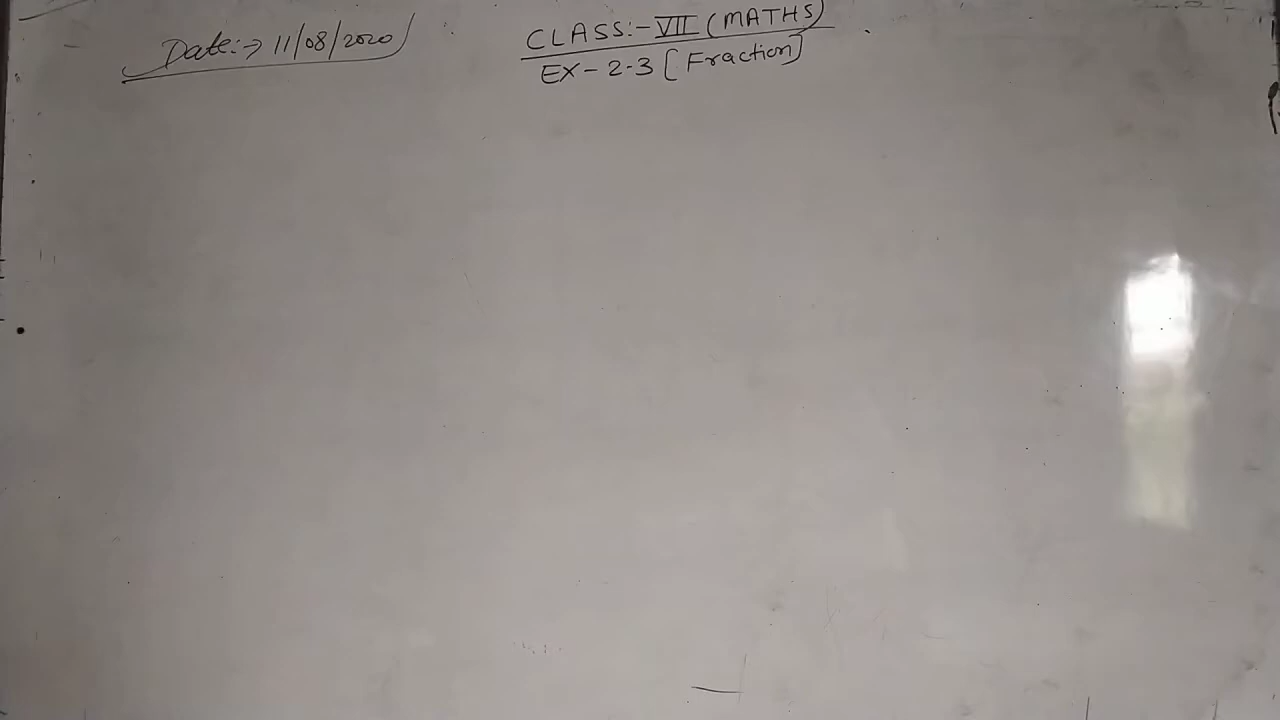 Date:→ 11/08/2020
CLASS:- VII (MATHS)
EX - 2.3 [Fraction]